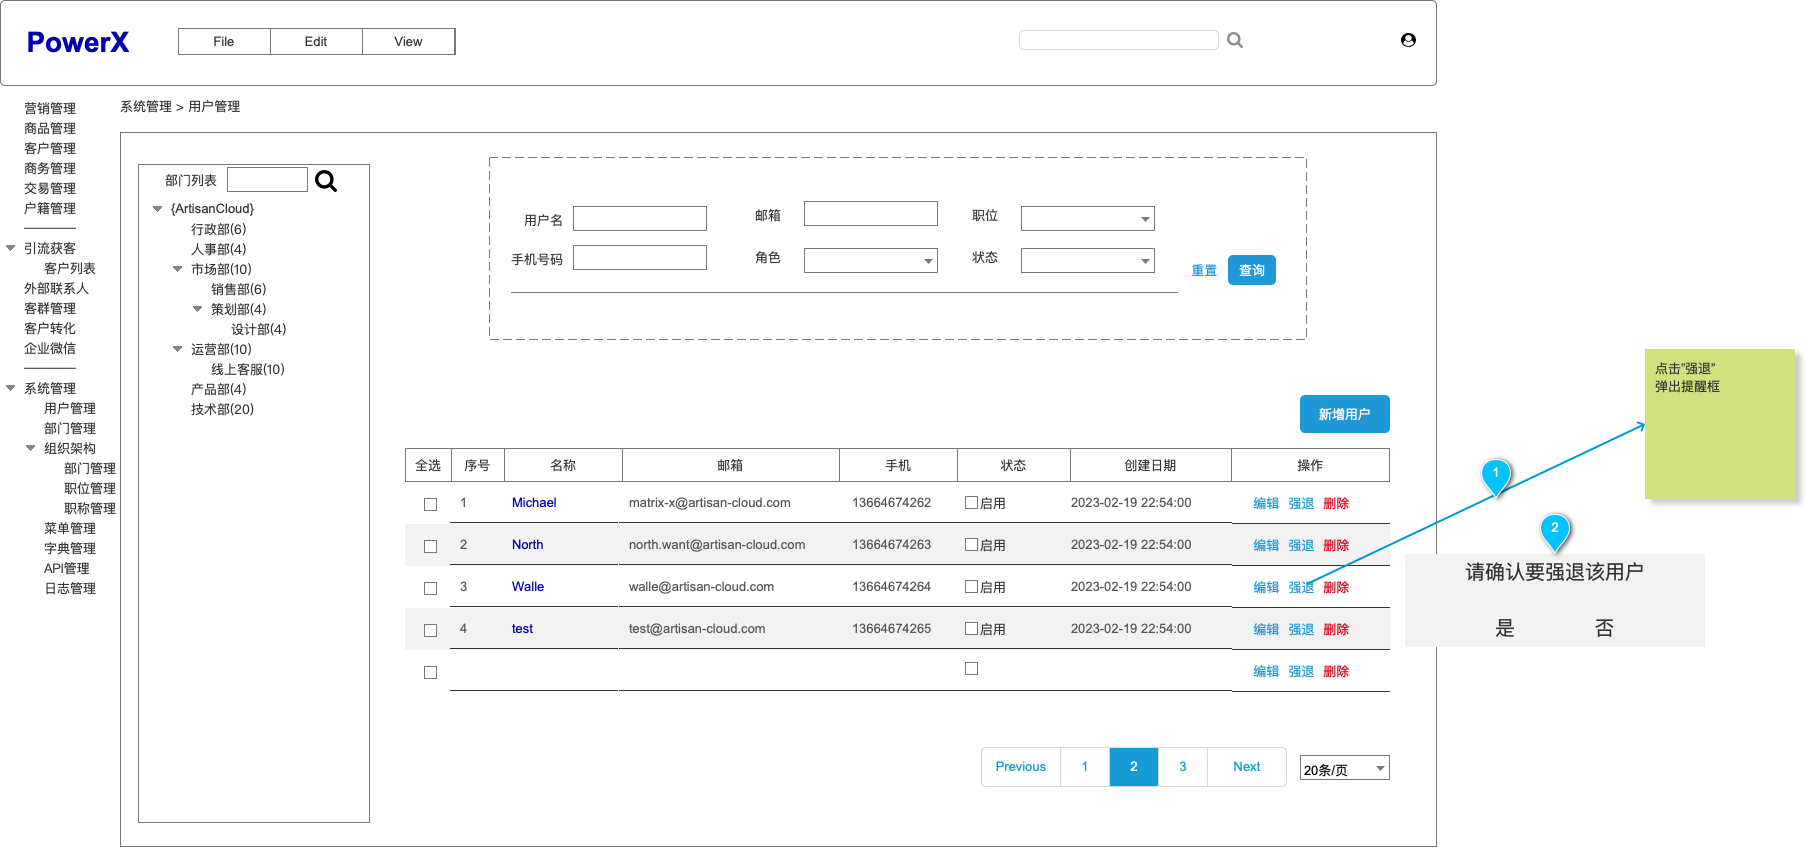 PowerX
File Edit View
营销管理
商品管理
客户管理
商务管理
交易管理
户籍管理
引流获客
客户列表
外部联系人
客群管理
客户转化
企业微信
系统管理
用户管理
部门管理
组织架构
部门管理
职位管理
职称管理
菜单管理
字典管理
API管理
日志管理
系统管理 > 用户管理
部门列表
{ArtisanCloud}
行政部(6)
人事部(4)
市场部(10)
销售部(6)
策划部(4)
设计部(4)
运营部(10)
线上客服(10)
产品部(4)
技术部(20)
用户名 邮箱 职位
手机号码 角色 状态
重置 查询
新增用户
全选 序号 名称 邮箱 手机 状态 创建日期 操作
1 Michael matrix-x@artisan-cloud.com 13664674262 启用 2023-02-19 22:54:00 编辑 强退 删除
2 North north.want@artisan-cloud.com 13664674263 启用 2023-02-19 22:54:00 编辑 强退 删除
3 Walle walle@artisan-cloud.com 13664674264 启用 2023-02-19 22:54:00 编辑 强退 删除
4 test test@artisan-cloud.com 13664674265 启用 2023-02-19 22:54:00 编辑 强退 删除
编辑 强退 删除
Previous 1 2 3 Next 20条/页
1
点击”强退”
弹出提醒框
2
请确认要强退该用户
是 否